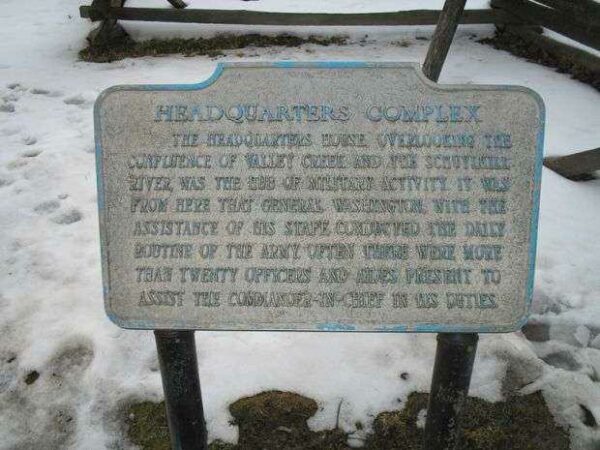 HEADQUARTERS COMPLEX
THE HEADQUARTERS HOUSE, OVERLOOKING THE
CONFLUENCE OF VALLEY CREEK AND THE SCHUYLKILL
RIVER, WAS THE HUB OF MILITARY ACTIVITY. IT WAS
FROM HERE THAT GENERAL WASHINGTON, WITH THE
ASSISTANCE OF HIS STAFF, CONDUCTED THE DAILY
ROUTINE OF THE ARMY. OFTEN THERE WERE MORE
THAN TWENTY OFFICERS AND AIDES PRESENT TO
ASSIST THE COMMANDER-IN-CHIEF IN HIS DUTIES.